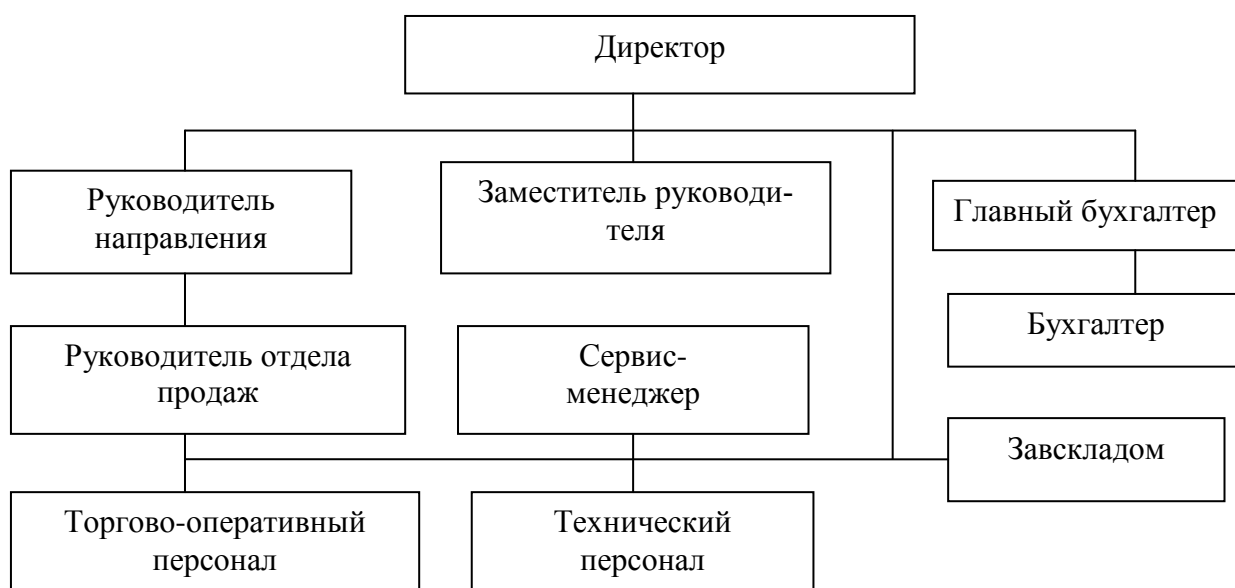 Директор
Руководитель
направления
Заместитель руководи-
теля
Главный бухгалтер
Бухгалтер
Руководитель отдела
продаж
Сервис-
менеджер
Завскладом
Торгово-оперативный
персонал
Технический
персонал